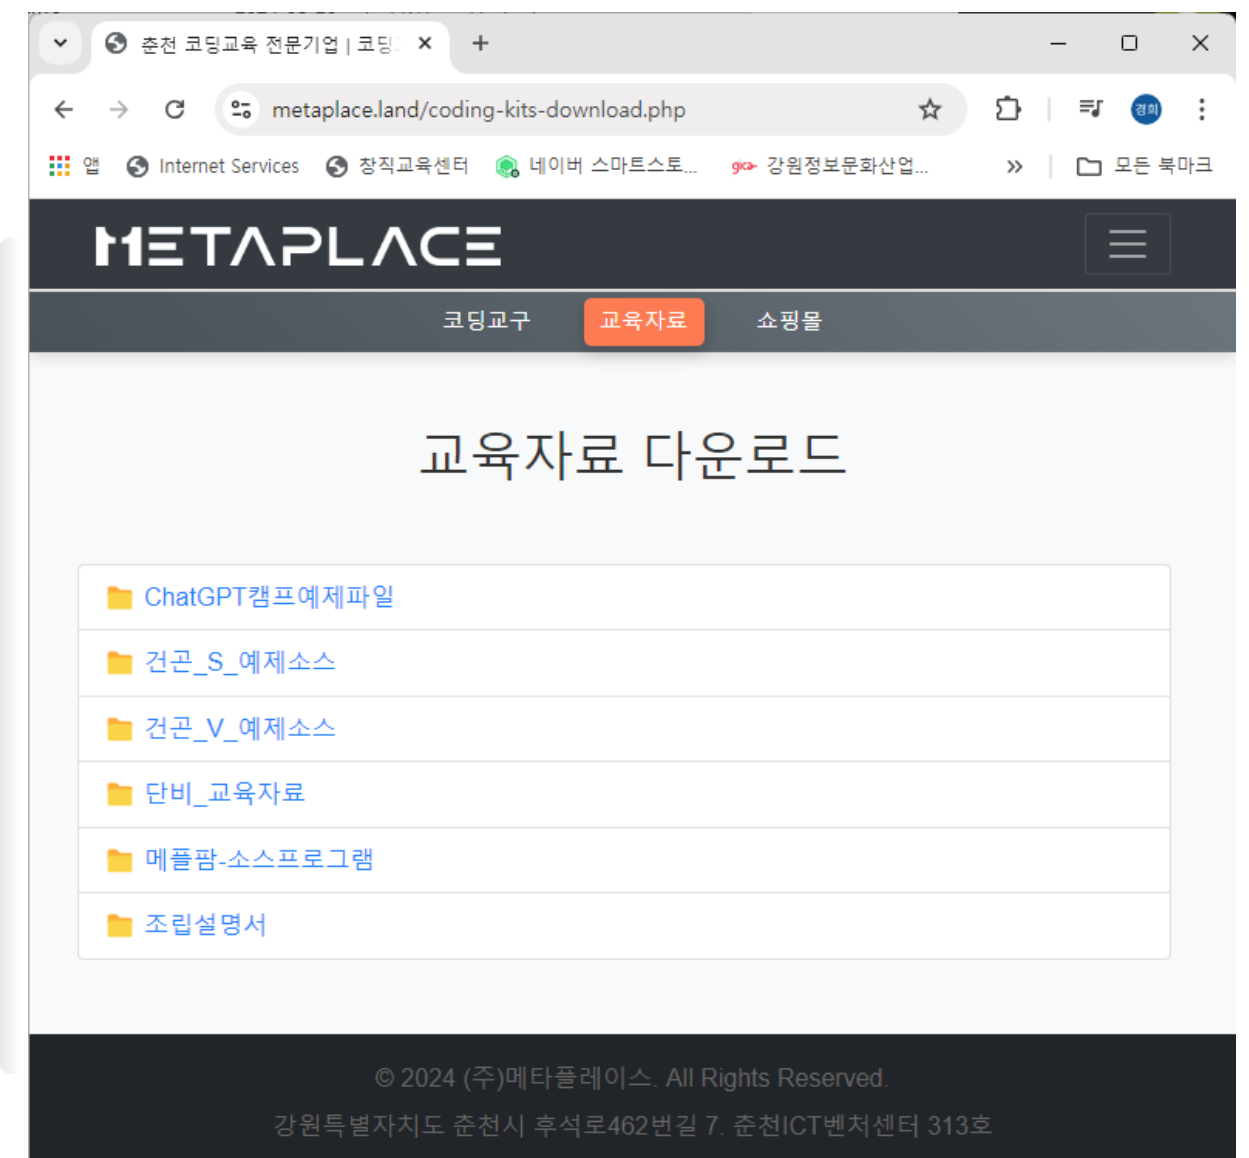 춘천 코딩교육 전문기업 | 코딩
metaplace.land/coding-kits-download.php
경희
앱 Internet Services 창직교육센터 네이버 스마트스토... gica 강원정보문화산업... » 모든 북마크
METAPLACE
코딩교구 교육자료 쇼핑몰
교육자료 다운로드
ChatGPT캠프예제파일
건곤_S_예제소스
건곤_V_예제소스
단비_교육자료
메플팜-소스프로그램
조립설명서
© 2024 (주)메타플레이스. All Rights Reserved.
강원특별자치도 춘천시 후석로462번길 7. 춘천ICT벤처센터 313호